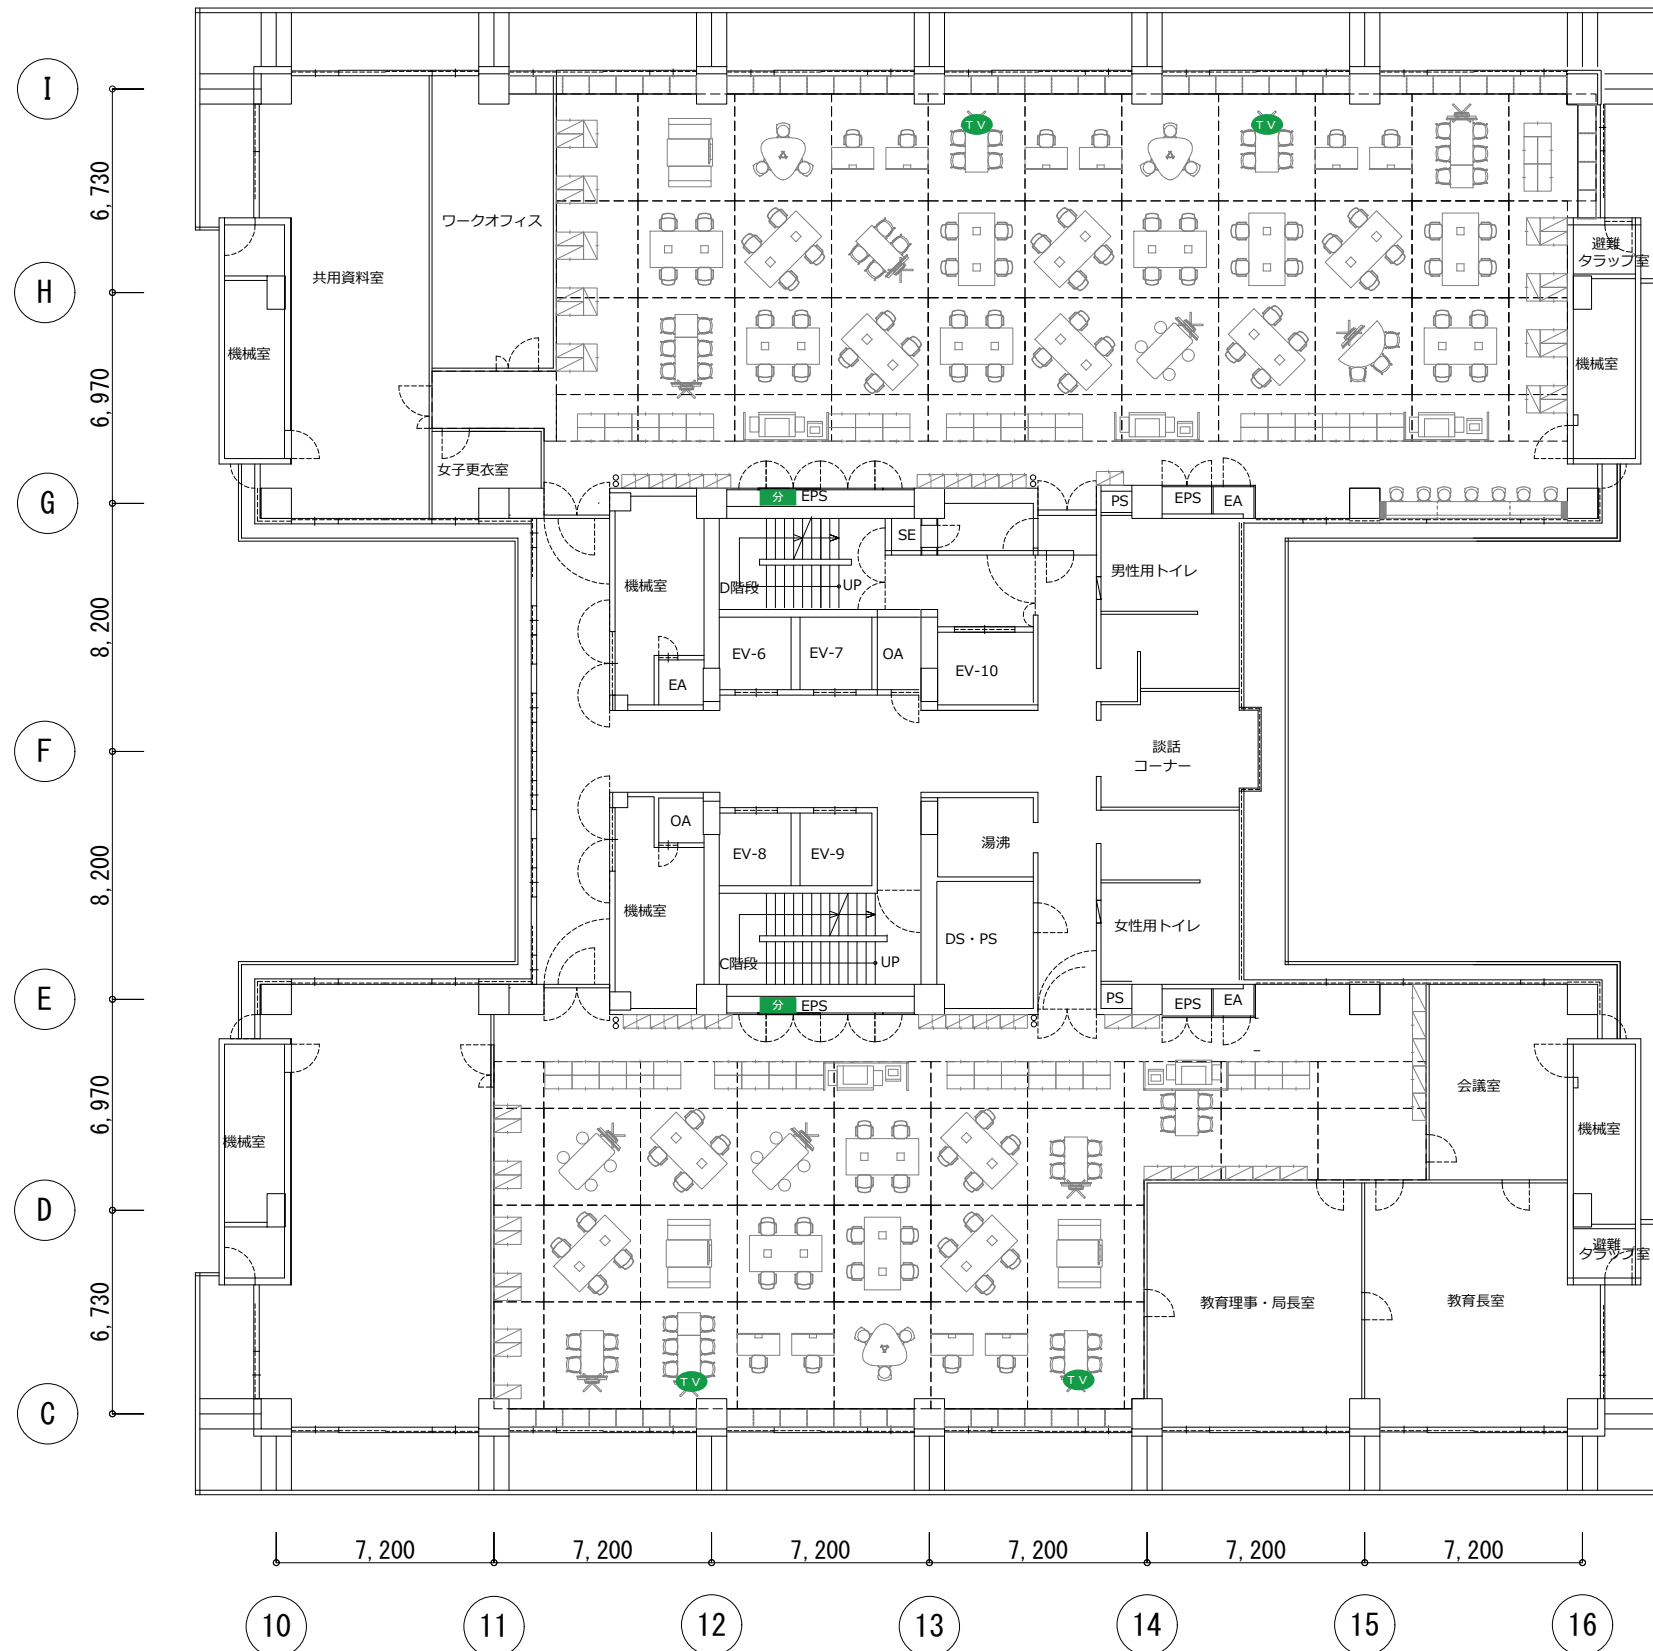 I
TV
TV
6,730
ワークオフィス
避難
タラップ室
H
共用資料室
機械室
機械室
6,970
女子更衣室
G
分 EPS
PS
EPS
EA
SE
男性用トイレ
機械室
D階段
UP
8,200
EV-6
EV-7
OA
EV-10
EA
F
談話
コーナー
OA
湯沸
EV-8
EV-9
8,200
機械室
女性用トイレ
DS・PS
C階段
UP
E
分 EPS
PS
EPS
EA
会議室
6,970
機械室
機械室
D
避難
タラップ室
教育理事・局長室
教育長室
6,730
TV
TV
C
7,200
7,200
7,200
7,200
7,200
7,200
10
11
12
13
14
15
16